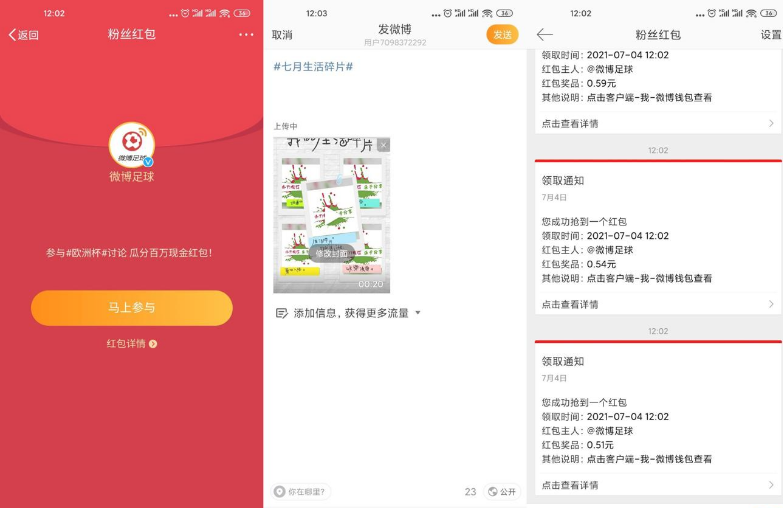 12:02
36
返回
粉丝红包
微博足球
微博足球
参与#欧洲杯#讨论 瓜分百万现金红包!
马上参与
红包详情
12:03
36
取消
发微博
用户7098372292
发送
#七月生活碎片#
上传中
修改封面
00:20
添加信息，获得更多流量
你在哪里?
23
公开
12:02
36
粉丝红包
设置
领取时间：2021-07-04 12:02
红包主人：@微博足球
红包奖品：0.59元
其他说明：点击客户端-我-微博钱包查看
点击查看详情
12:02
领取通知
7月4日
您成功抢到一个红包
领取时间：2021-07-04 12:02
红包主人：@微博足球
红包奖品：0.54元
其他说明：点击客户端-我-微博钱包查看
点击查看详情
12:02
领取通知
7月4日
您成功抢到一个红包
领取时间：2021-07-04 12:02
红包主人：@微博足球
红包奖品：0.51元
其他说明：点击客户端-我-微博钱包查看
点击查看详情